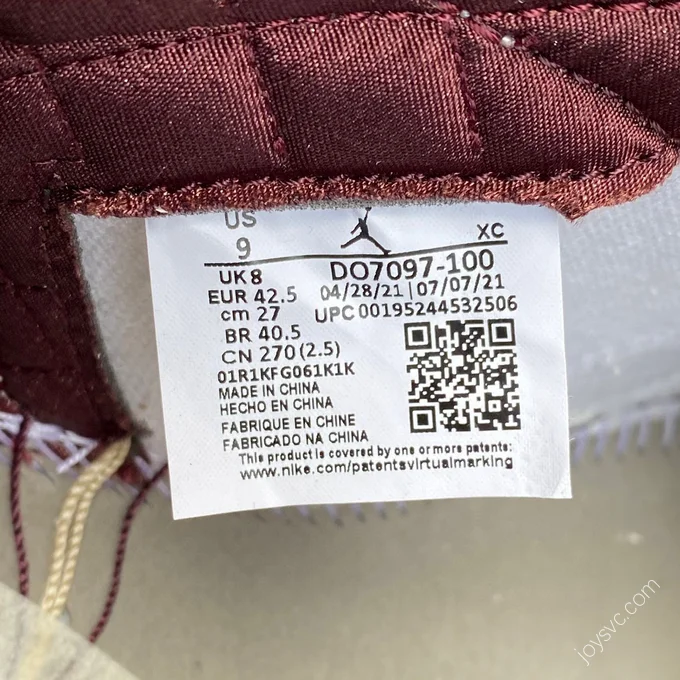 US
9
XC
UK 8
DO7097-100
EUR 42.5
04/28/21 | 07/07/21
cm 27
UPC 00195244532506
BR 40.5
CN 270 (2.5)
01R1KFG061K1K
MADE IN CHINA
HECHO EN CHINA
FABRIQUE EN CHINE
FABRICADO NA CHINA
This product is covered by one or more patents:
www.nike.com/patentsvirtualmarking
joysvc.com